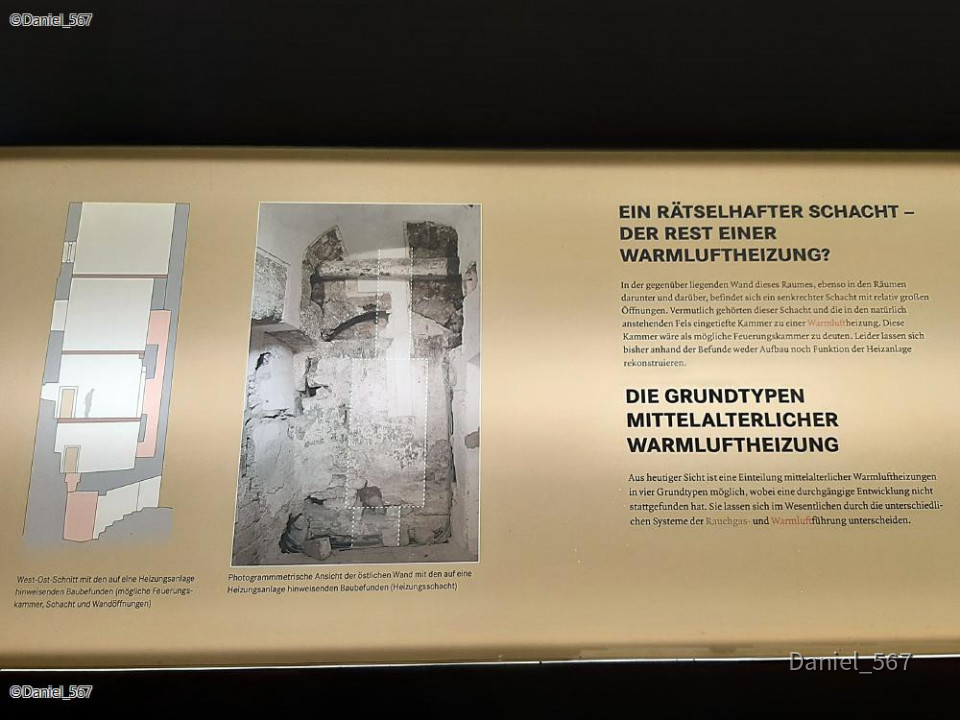 ©Daniel_567
EIN RÄTSELHAFTER SCHACHT –
DER REST EINER
WARMLUFTHEIZUNG?
In der gegenüber liegenden Wand dieses Raumes, ebenso in den Räumen
darunter und darüber, befindet sich ein senkrechter Schacht mit relativ großen
Öffnungen. Vermutlich gehörten dieser Schacht und die in den natürlich
anstehenden Fels eingetiefte Kammer zu einer Warmluftheizung. Diese
Kammer wäre als mögliche Feuerungskammer zu deuten. Leider lassen sich
bisher anhand der Befunde weder Aufbau noch Funktion der Heizanlage
rekonstruieren.
DIE GRUNDTYPEN
MITTELALTERLICHER
WARMLUFTHEIZUNG
Aus heutiger Sicht ist eine Einteilung mittelalterlicher Warmluftheizungen
in vier Grundtypen möglich, wobei eine durchgängige Entwicklung nicht
stattgefunden hat. Sie lassen sich im Wesentlichen durch die unterschiedli-
chen Systeme der Rauchgas- und Warmluftführung unterscheiden.
West-Ost-Schnitt mit den auf eine Heizungsanlage
hinweisenden Baubefunden (mögliche Feuerungs-
kammer, Schacht und Wandöffnungen)
Photogrammmetrische Ansicht der östlichen Wand mit den auf eine
Heizungsanlage hinweisenden Baubefunden (Heizungsschacht)
Daniel_567
©Daniel_567